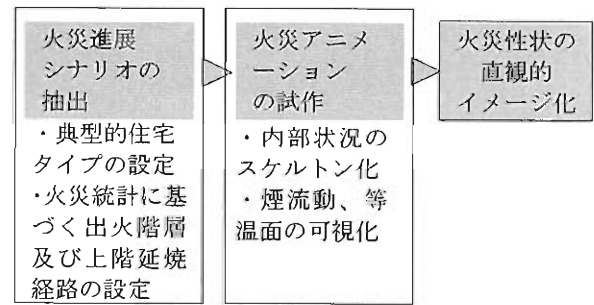 火災進展
シナリオの
抽出
・典型的住宅
タイプの設定
・火災統計に基
づく出火階層
及び上階延焼
経路の設定
火災アニメ
ーション
の試作
・内部状況の
スケルトン化
・煙流動、等
温面の可視化
火災性状の
直観的
イメージ化